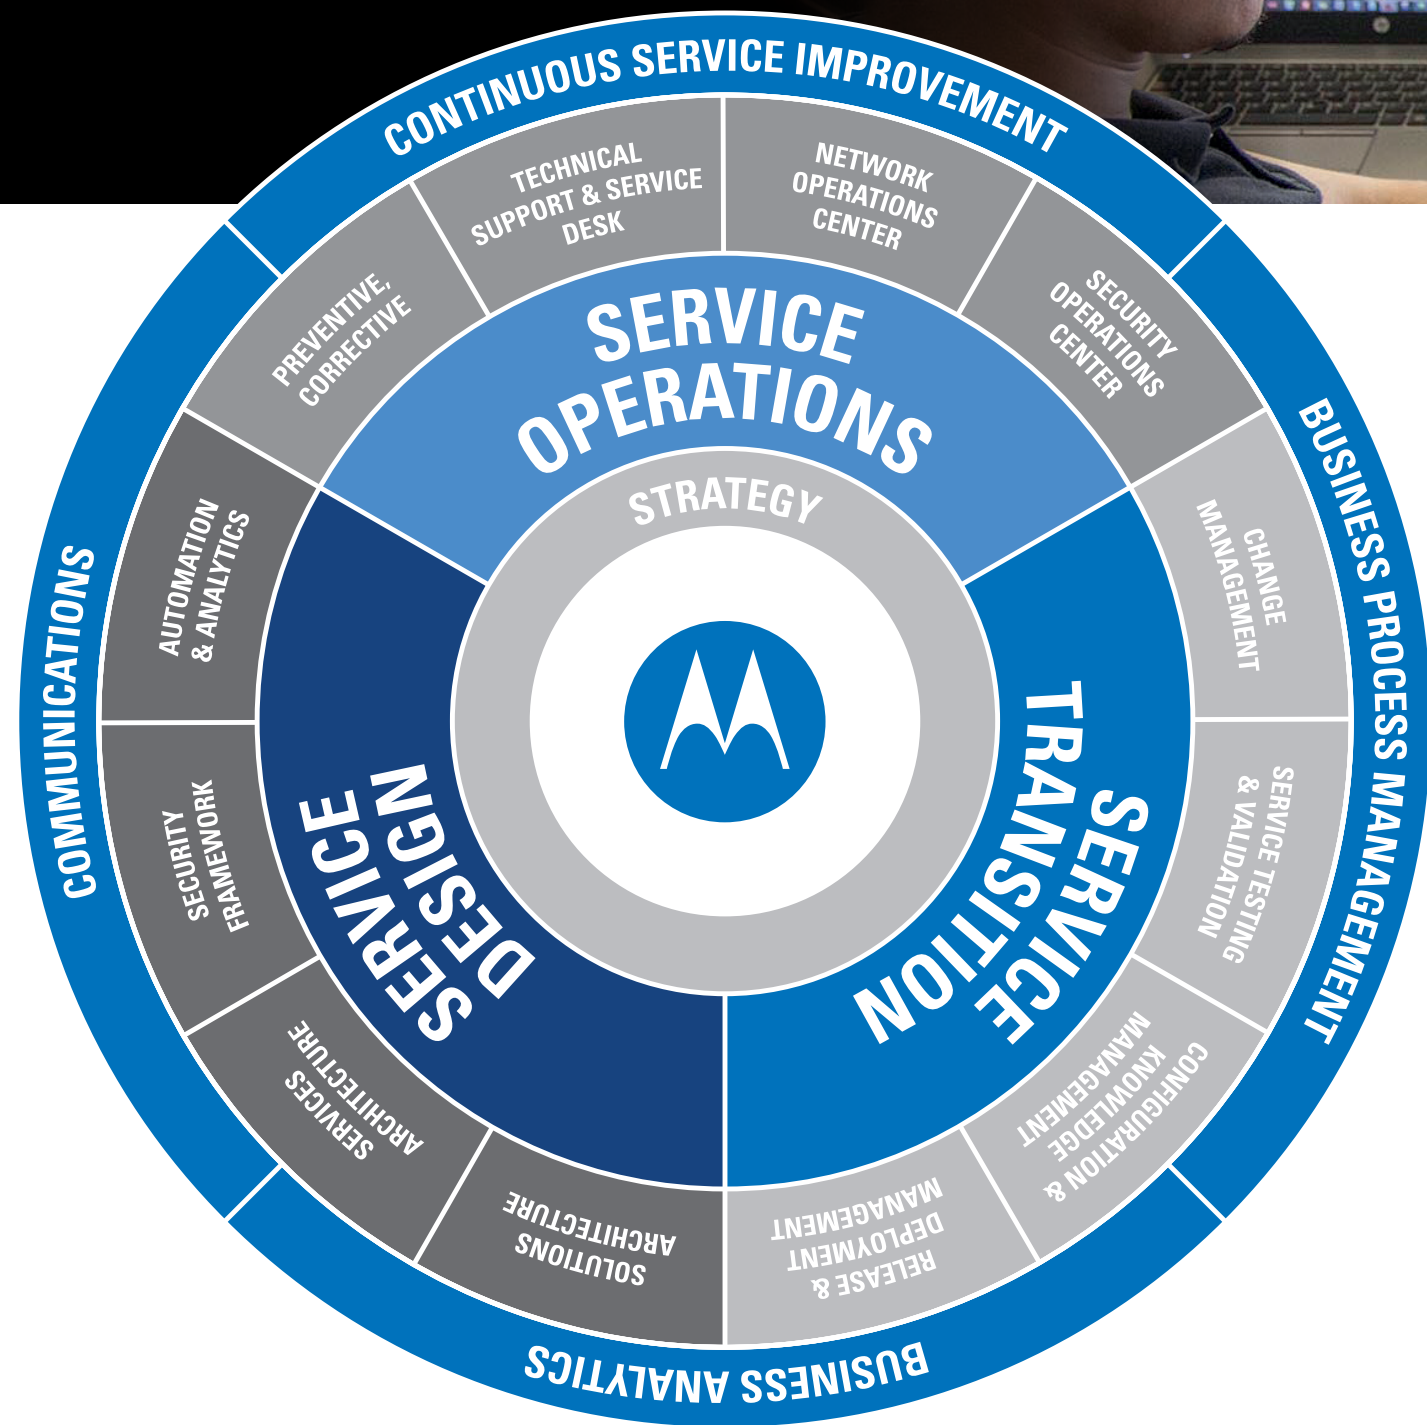 CONTINUOUS SERVICE IMPROVEMENT
TECHNICAL
SUPPORT & SERVICE
DESK
NETWORK
OPERATIONS
CENTER
SECURITY
OPERATIONS
CENTER
PREVENTIVE,
CORRECTIVE
SERVICE
OPERATIONS
STRATEGY
BUSINESS PROCESS MANAGEMENT
CHANGE
MANAGEMENT
SERVICE TESTING
& VALIDATION
CONFIGURATION &
KNOWLEDGE
MANAGEMENT
RELEASE &
DEPLOYMENT
MANAGEMENT
SERVICE
TRANSITION
BUSINESS ANALYTICS
SOLUTIONS
ARCHITECTURE
SERVICES
ARCHITECTURE
SECURITY
FRAMEWORK
AUTOMATION
& ANALYTICS
SERVICE
DESIGN
COMMUNICATIONS